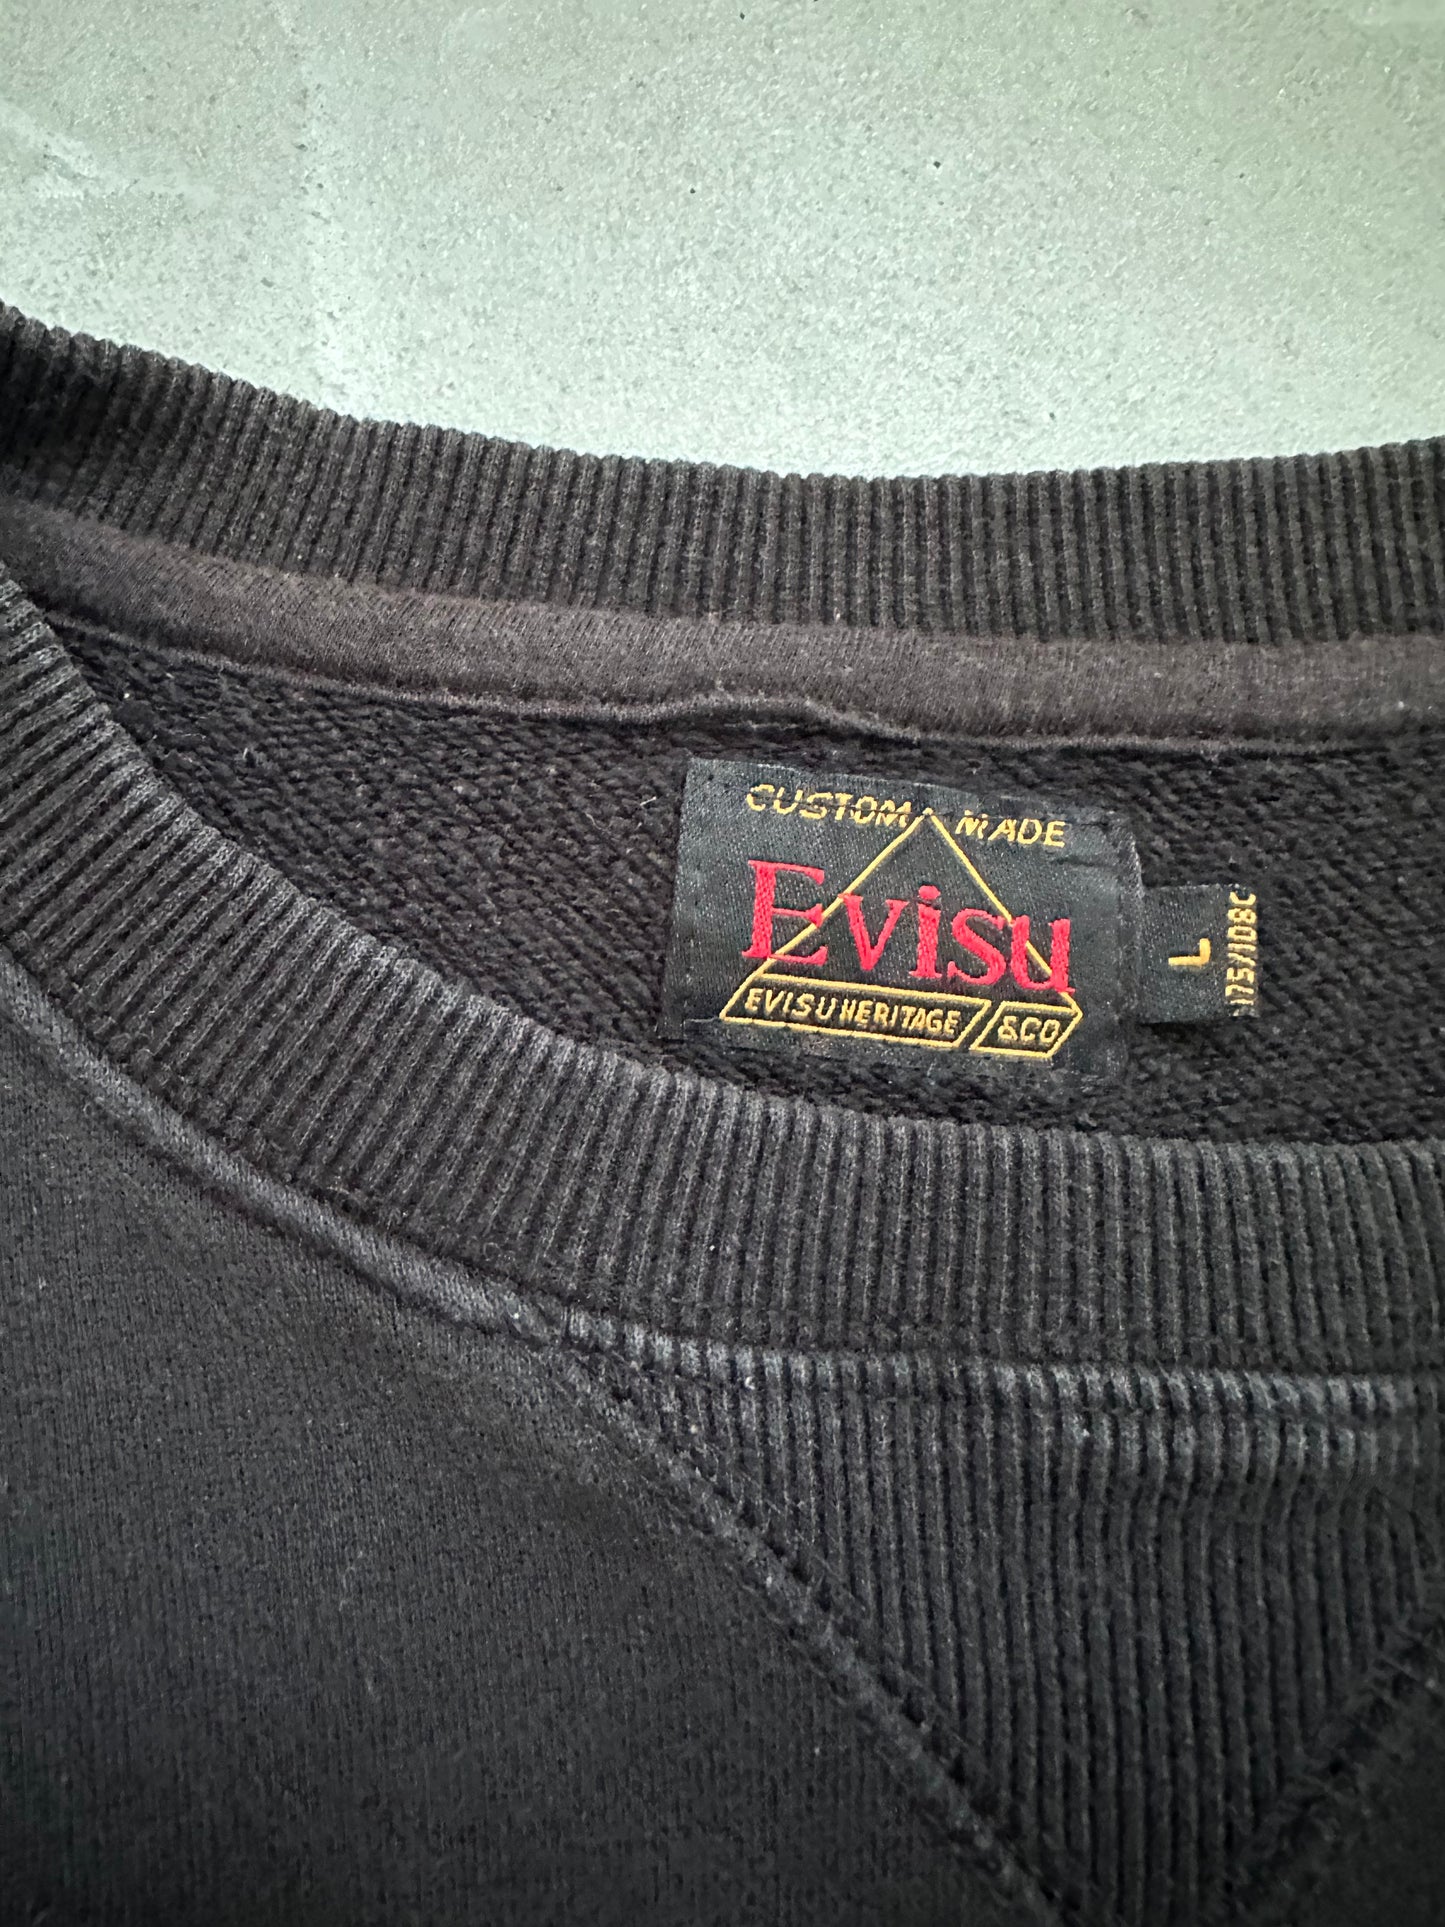 CUSTOM MADE
Evisu
EVISU HERITAGE &CO
L
175/108C